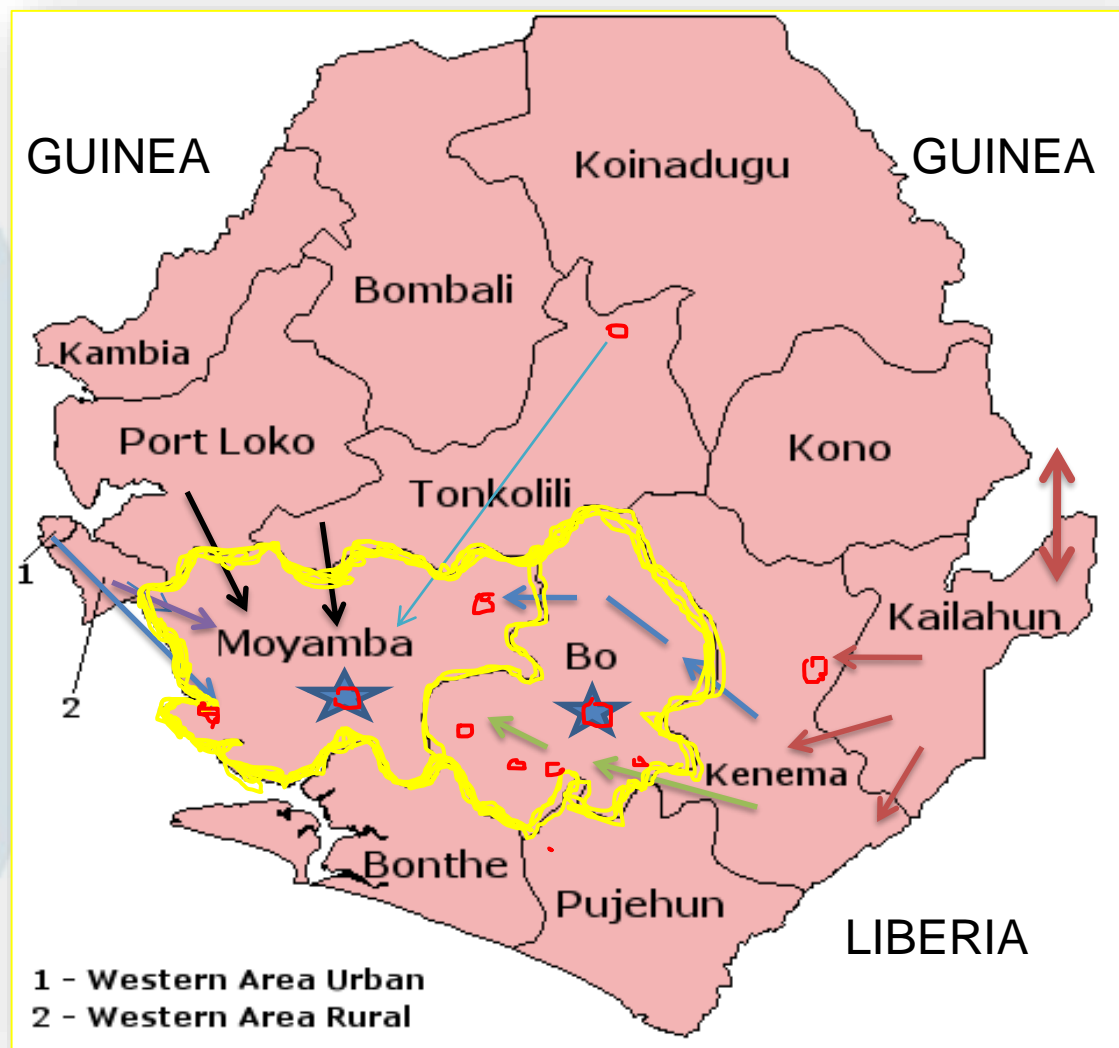 GUINEA
GUINEA
Koinadugu
Bombali
Kambia
Port Loko
Kono
Tonkolili
1
Kailahun
Moyamba
Bo
2
Kenema
Bonthe
Pujehun
LIBERIA
1 - Western Area Urban
2 - Western Area Rural